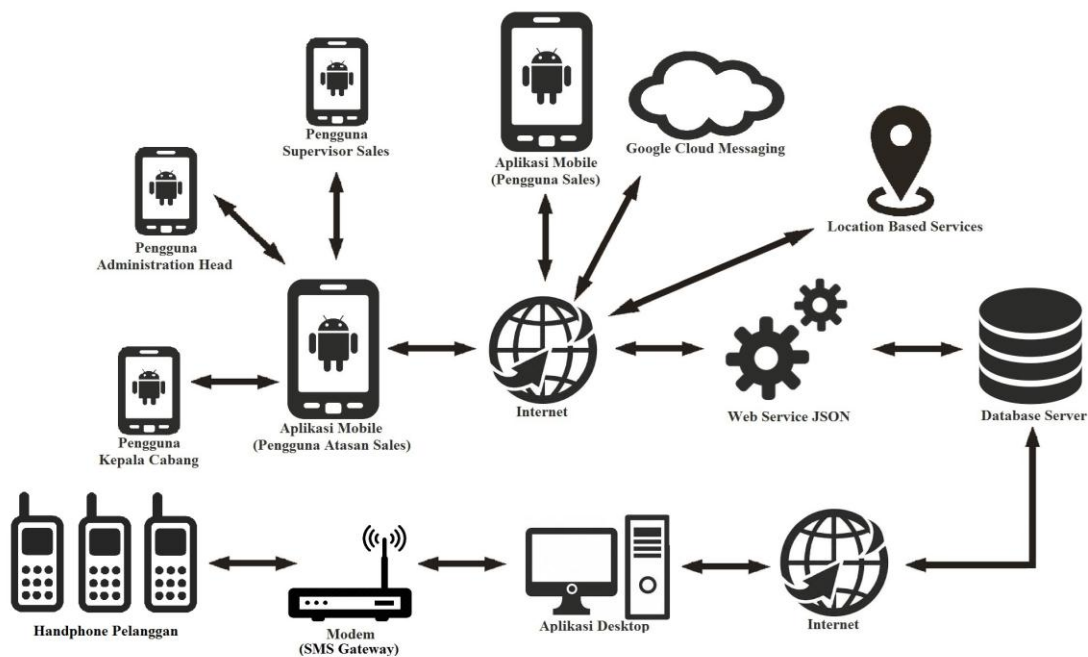 Pengguna
Supervisor Sales
Aplikasi Mobile
(Pengguna Sales)
Google Cloud Messaging
Location Based Services
Pengguna
Administration Head
Pengguna
Kepala Cabang
Aplikasi Mobile
(Pengguna Atasan Sales)
Internet
Web Service JSON
Database Server
Handphone Pelanggan
Modem
(SMS Gateway)
Aplikasi Desktop
Internet